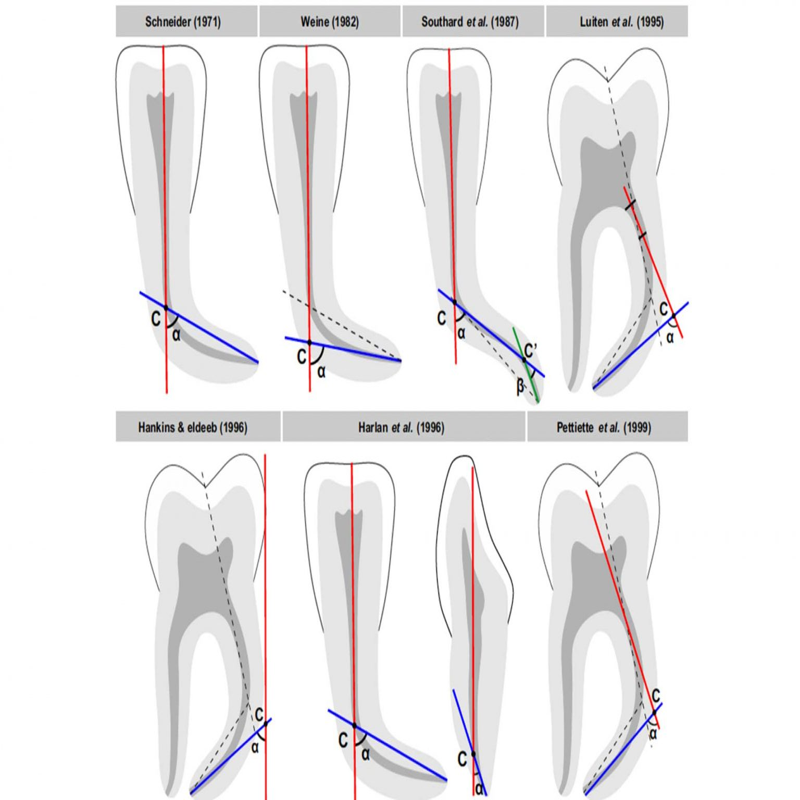 Schneider (1971)
Weine (1982)
Southard et al. (1987)
Luiten et al. (1995)
C
α
C
α
C
α
C'
β
C
α
Hankins & eldeeb (1996)
Harlan et al. (1996)
Pettiette et al. (1999)
C
α
C
α
C
α
C
α